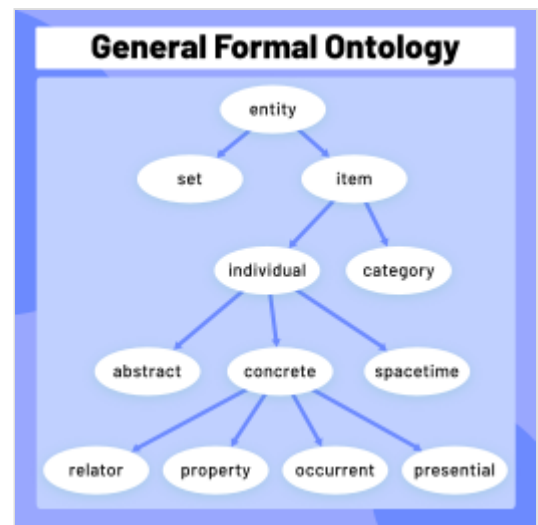 General Formal Ontology
entity
set
item
individual
category
abstract
concrete
spacetime
relator
property
occurrent
presential